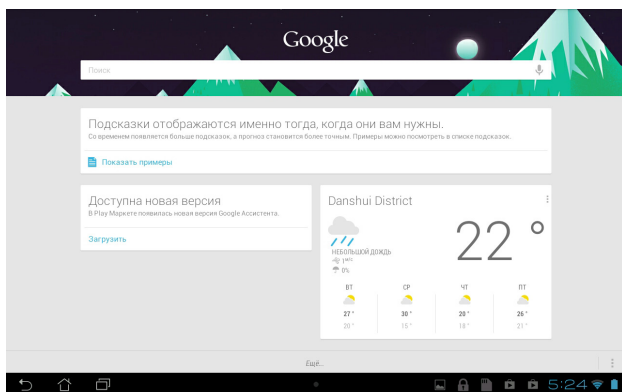 Google
Поиск
Подсказки отображаются именно тогда, когда они вам нужны.
Со временем появляется больше подсказок, а прогноз становится более точным. Примеры можно посмотреть в списке подсказок.
Показать примеры
Доступна новая версия
В Play Маркете появилась новая версия Google Ассистента.
Загрузить
Danshui District
22 °
НЕБОЛЬШОЙ ДОЖДЬ
1 м/с
0%
ВТ СР ЧТ ПТ
27 ° 30 ° 20 ° 26 °
20 ° 15 ° 18 ° 21 °
Ещё...
5:24